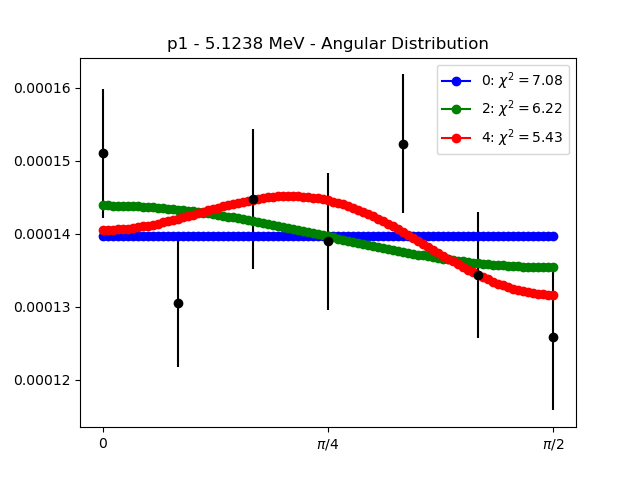 p1 - 5.1238 MeV - Angular Distribution
0: χ² = 7.08
2: χ² = 6.22
4: χ² = 5.43
0.00016
0.00015
0.00014
0.00013
0.00012
0 π/4 π/2